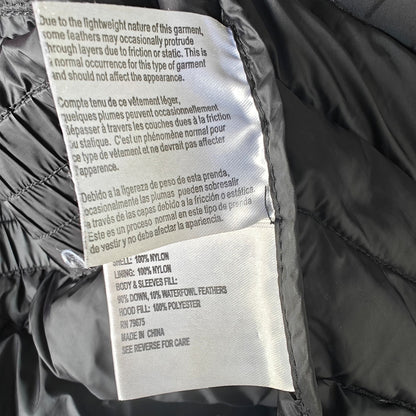 Due to the lightweight nature of this garment,
some feathers may occasionally protrude
through layers due to friction or static. This is
a normal condition for this type of garment
and should not affect the appearance.
Compte tenu de ce vêtement léger,
quelques plumes peuvent occasionnellement
dépasser à travers les couches dues à la friction
ou statique. C'est un phénomène normal pour
ce type de vêtement et ne devrait pas affecter
l'apparence.
Debido a la ligereza de peso de esta prenda,
ocasionalmente las plumas pueden sobresalir
a través de las capas debido a la fricción o estática.
Este es un proceso normal en este tipo de prenda
de vestir y no debe afectar la apariencia.
SHELL: 100% NYLON
LINING: 100% NYLON
BODY & SLEEVES FILL:
90% DOWN, 10% WATERFOWL FEATHERS
HOOD FILL: 100% POLYESTER
RN 79675
MADE IN CHINA
SEE REVERSE FOR CARE